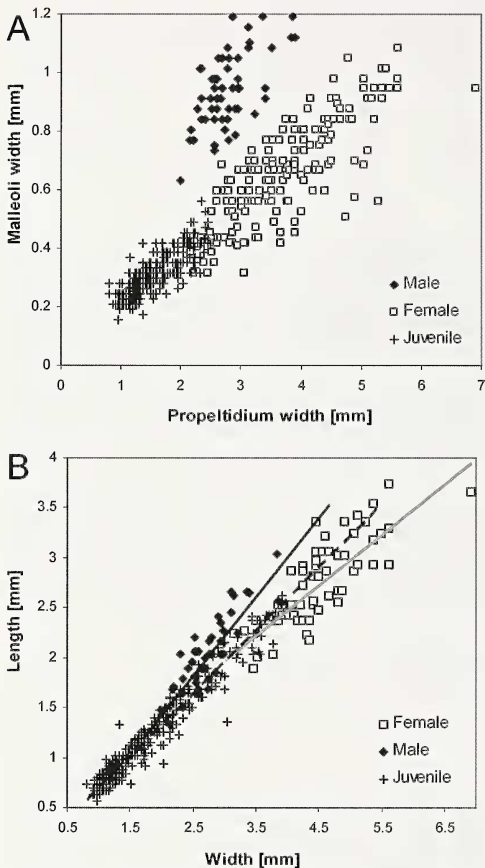 A
Malleoli width [mm]
1.2
1
0.8
0.6
0.4
0.2
0
Male
Female
Juvenile
0 1 2 3 4 5 6 7
Propeltidium width [mm]
B
Length [mm]
4
3.5
3
2.5
2
1.5
1
0.5
Female
Male
Juvenile
0.5 1.5 2.5 3.5 4.5 5.5 6.5
Width [mm]